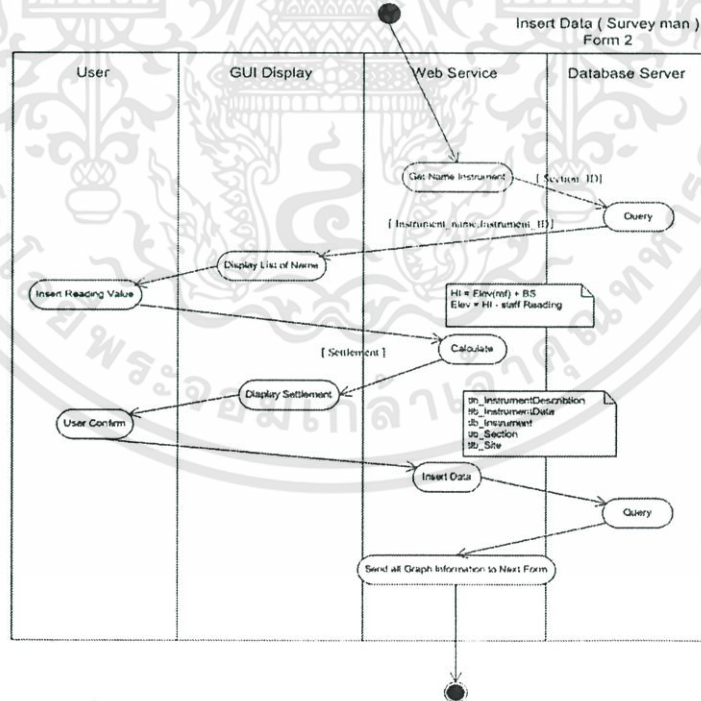 Insert Data ( Survey man )
Form 2
User
GUI Display
Web Service
Database Server
Get Name Instrument
[ Section_ID]
Query
[ Instrument_name,Instrument_ID]
Display List of Name
Insert Reading Value
HI = Elev(ref) + BS
Elev = HI - staff Reading
[ Settlement ]
Calculate
Display Settlement
User Confirm
tb_InstrumentDescribtion
tb_InstrumentData
tb_Instrument
tb_Section
tb_Site
Insert Data
Query
Send all Graph Information to Next Form